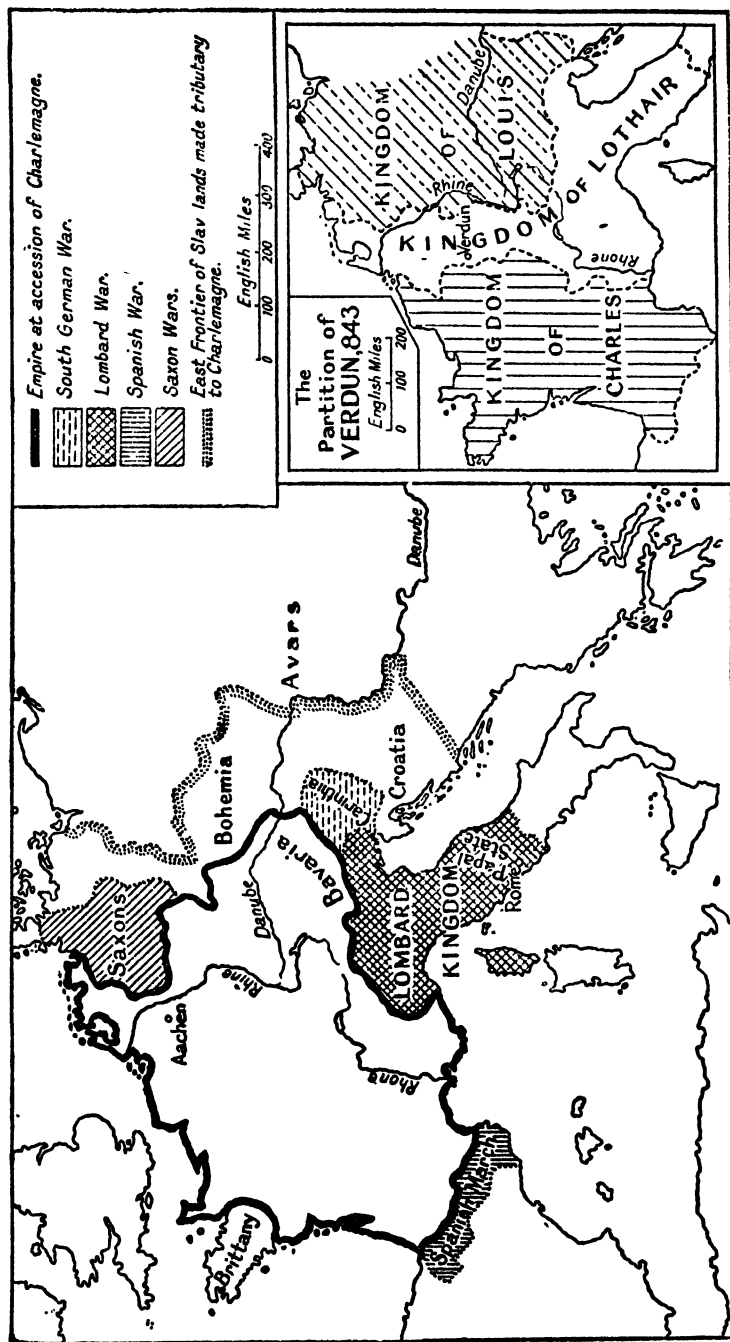 Empire at accession of Charlemagne.
South German War.
Lombard War.
Spanish War.
Saxon Wars.
East Frontier of Slav lands made tributary
to Charlemagne.
0 100 200 300 400
English Miles
The
Partition of
VERDUN, 843
English Miles
0 100 200
KINGDOM
OF
LOUIS
Danube
Rhine
Verdun
KINGDOM OF LOTHAIR
Rhone
KINGDOM
OF
CHARLES
Saxons
Aachen
Rhine
Danube
Bohemia
Avars
Danube
Bavaria
Carinthia
Croatia
Brittany
Rhone
LOMBARD
KINGDOM
Papal
State
Rome
Spanish March